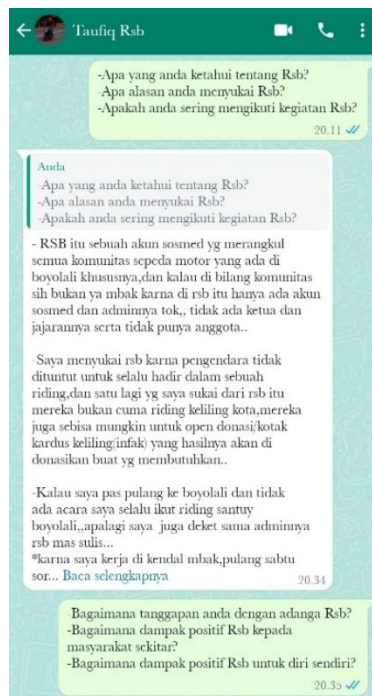 Taufiq Rsb
-Apa yang anda ketahui tentang Rsb?
-Apa alasan anda menyukai Rsb?
-Apakah anda sering mengikuti kegiatan Rsb?
20.11
Anda
-Apa yang anda ketahui tentang Rsb?
-Apa alasan anda menyukai Rsb?
-Apakah anda sering mengikuti kegiatan Rsb?
- RSB itu sebuah akun sosmed yg merangkul
semua komunitas sepeda motor yang ada di
boyolali khususnya,dan kalau di bilang komunitas
sih bukan ya mbak karna di rsb itu hanya ada akun
sosmed dan adminnya tok,, tidak ada ketua dan
jajarannya serta tidak punya anggota..
-Saya menyukai rsb karna pengendara tidak
dituntut untuk selalu hadir dalam sebuah
riding,dan satu lagi yg saya sukai dari rsb itu
mereka bukan cuma riding keliling kota,mereka
juga sebisa mungkin untuk open donasi/kotak
kardus keliling(infak) yang hasilnya akan di
donasikan buat yg membutuhkan..
-Kalau saya pas pulang ke boyolali dan tidak
ada acara saya selalu ikut riding santuy
boyolali,,apalagi saya juga deket sama adminnya
rsb mas sulis...
*karna saya kerja di kendal mbak,pulang sabtu
sor... Baca selengkapnya
20.34
-Bagaimana tanggapan anda dengan adanga Rsb?
-Bagaimana dampak positif Rsb kepada
masyarakat sekitar?
-Bagaimana dampak positif Rsb untuk diri sendiri?
20.35